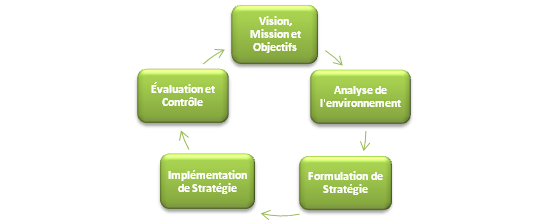 Vision,
Mission et
Objectifs
Analyse de
l'environnement
Formulation de
Stratégie
Implémentation
de Stratégie
Évaluation et
Contrôle